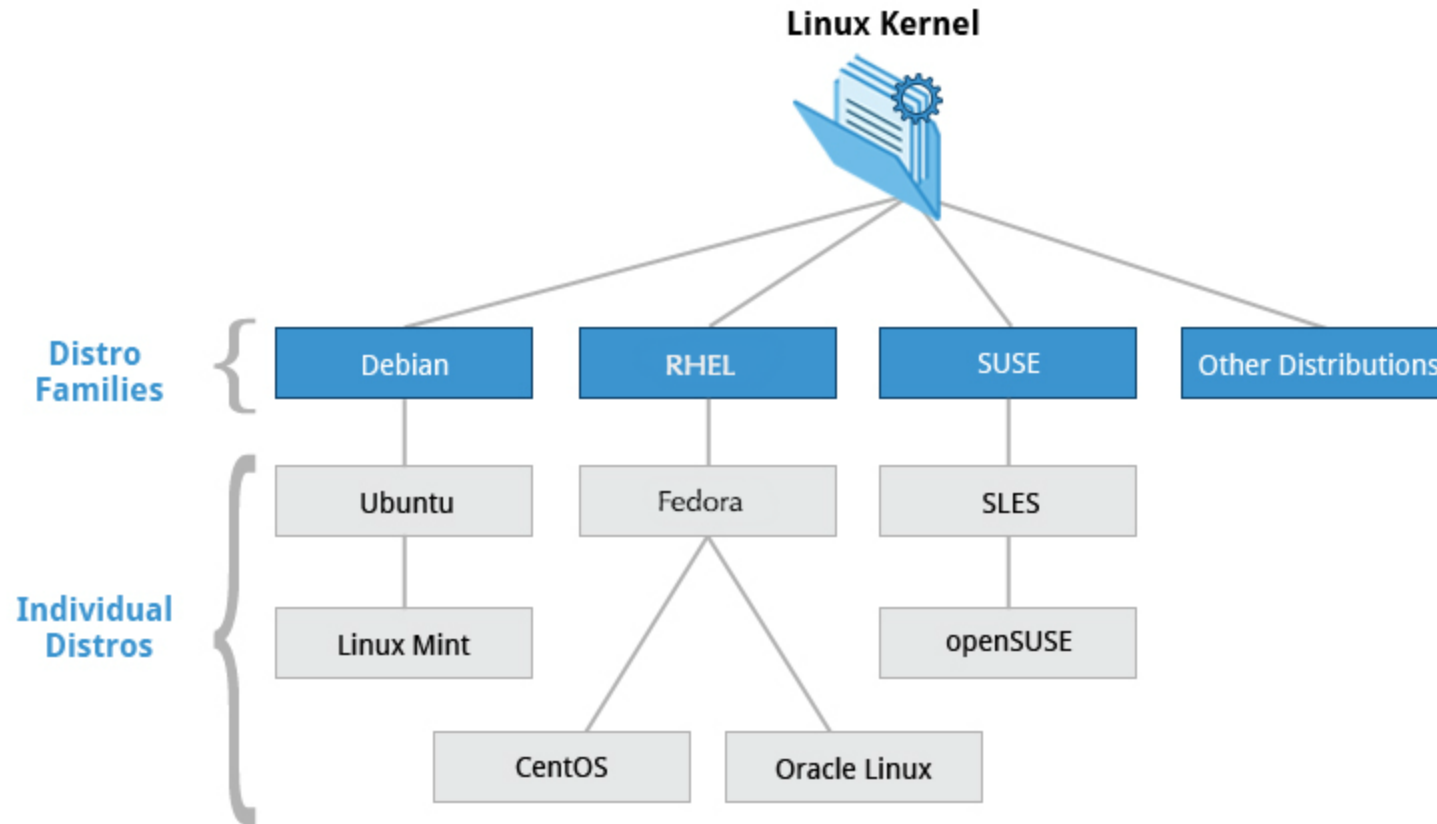 Linux Kernel
Distro
Families
Debian
RHEL
SUSE
Other Distributions
Individual
Distros
Ubuntu
Fedora
SLES
Linux Mint
openSUSE
CentOS
Oracle Linux